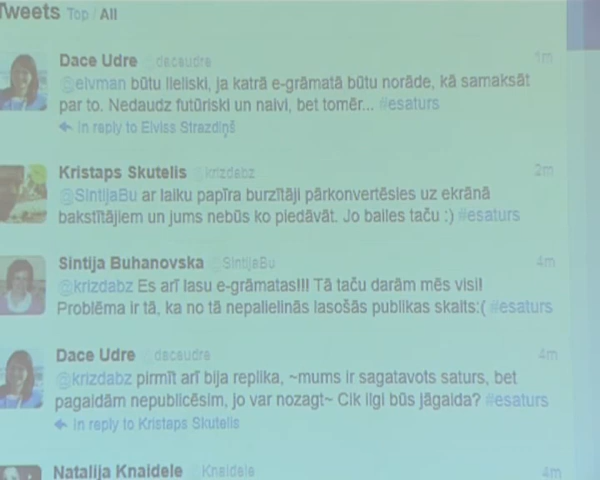 Tweets Top / All
Dace Udre @daceudre 1m
@elvman būtu lieliski, ja katrā e-grāmatā būtu norāde, kā samaksāt
par to. Nedaudz futūriski un naivi, bet tomēr... #esaturs
In reply to Elviss Strazdiņš
Kristaps Skutelis @krizdabz 2m
@SintijaBu ar laiku papīra burzītāji pārkonvertēsies uz ekrānā
bakstītājiem un jums nebūs ko piedāvāt. Jo bailes taču :) #esaturs
Sintija Buhanovska @SintijaBu 4m
@krizdabz Es arī lasu e-grāmatas!!! Tā taču darām mēs visi!
Problēma ir tā, ka no tā nepalielinās lasošās publikas skaits:( #esaturs
Dace Udre @daceudre 4m
@krizdabz pirmīt arī bija replika, ~mums ir sagatavots saturs, bet
pagaidām nepublicēsim, jo var nozagt~ Cik ilgi būs jāgaida? #esaturs
In reply to Kristaps Skutelis
Natalija Knaidele @Knaidele 4m